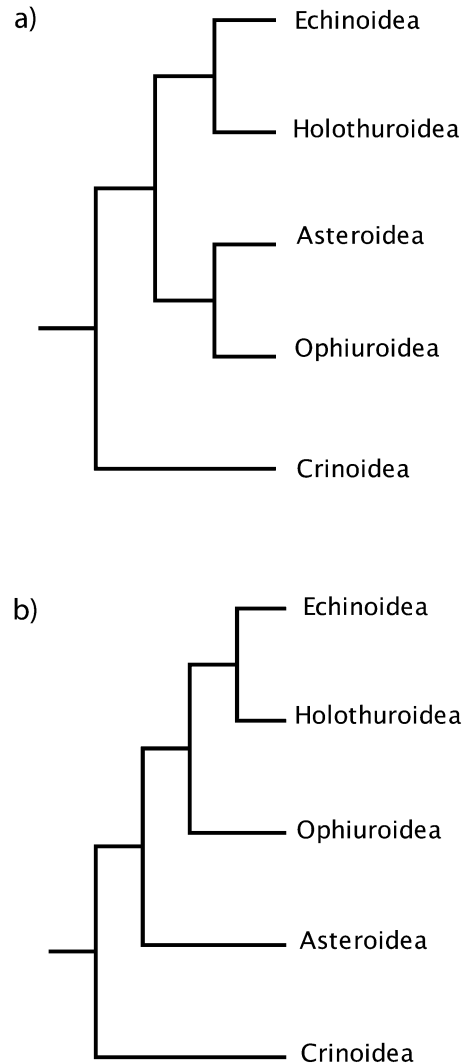 a)
Echinoidea
Holothuroidea
Asteroidea
Ophiuroidea
Crinoidea
b)
Echinoidea
Holothuroidea
Ophiuroidea
Asteroidea
Crinoidea